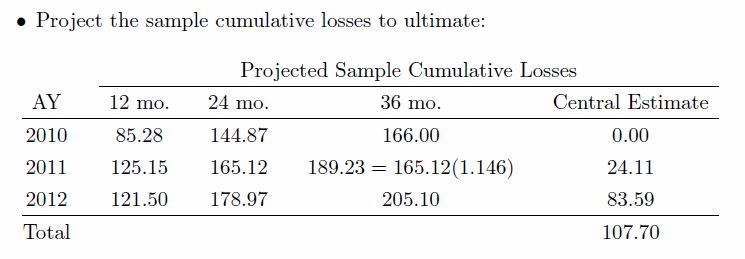 • Project the sample cumulative losses to ultimate:
Projected Sample Cumulative Losses
AY 12 mo. 24 mo. 36 mo. Central Estimate
2010 85.28 144.87 166.00 0.00
2011 125.15 165.12 189.23 = 165.12(1.146) 24.11
2012 121.50 178.97 205.10 83.59
Total 107.70